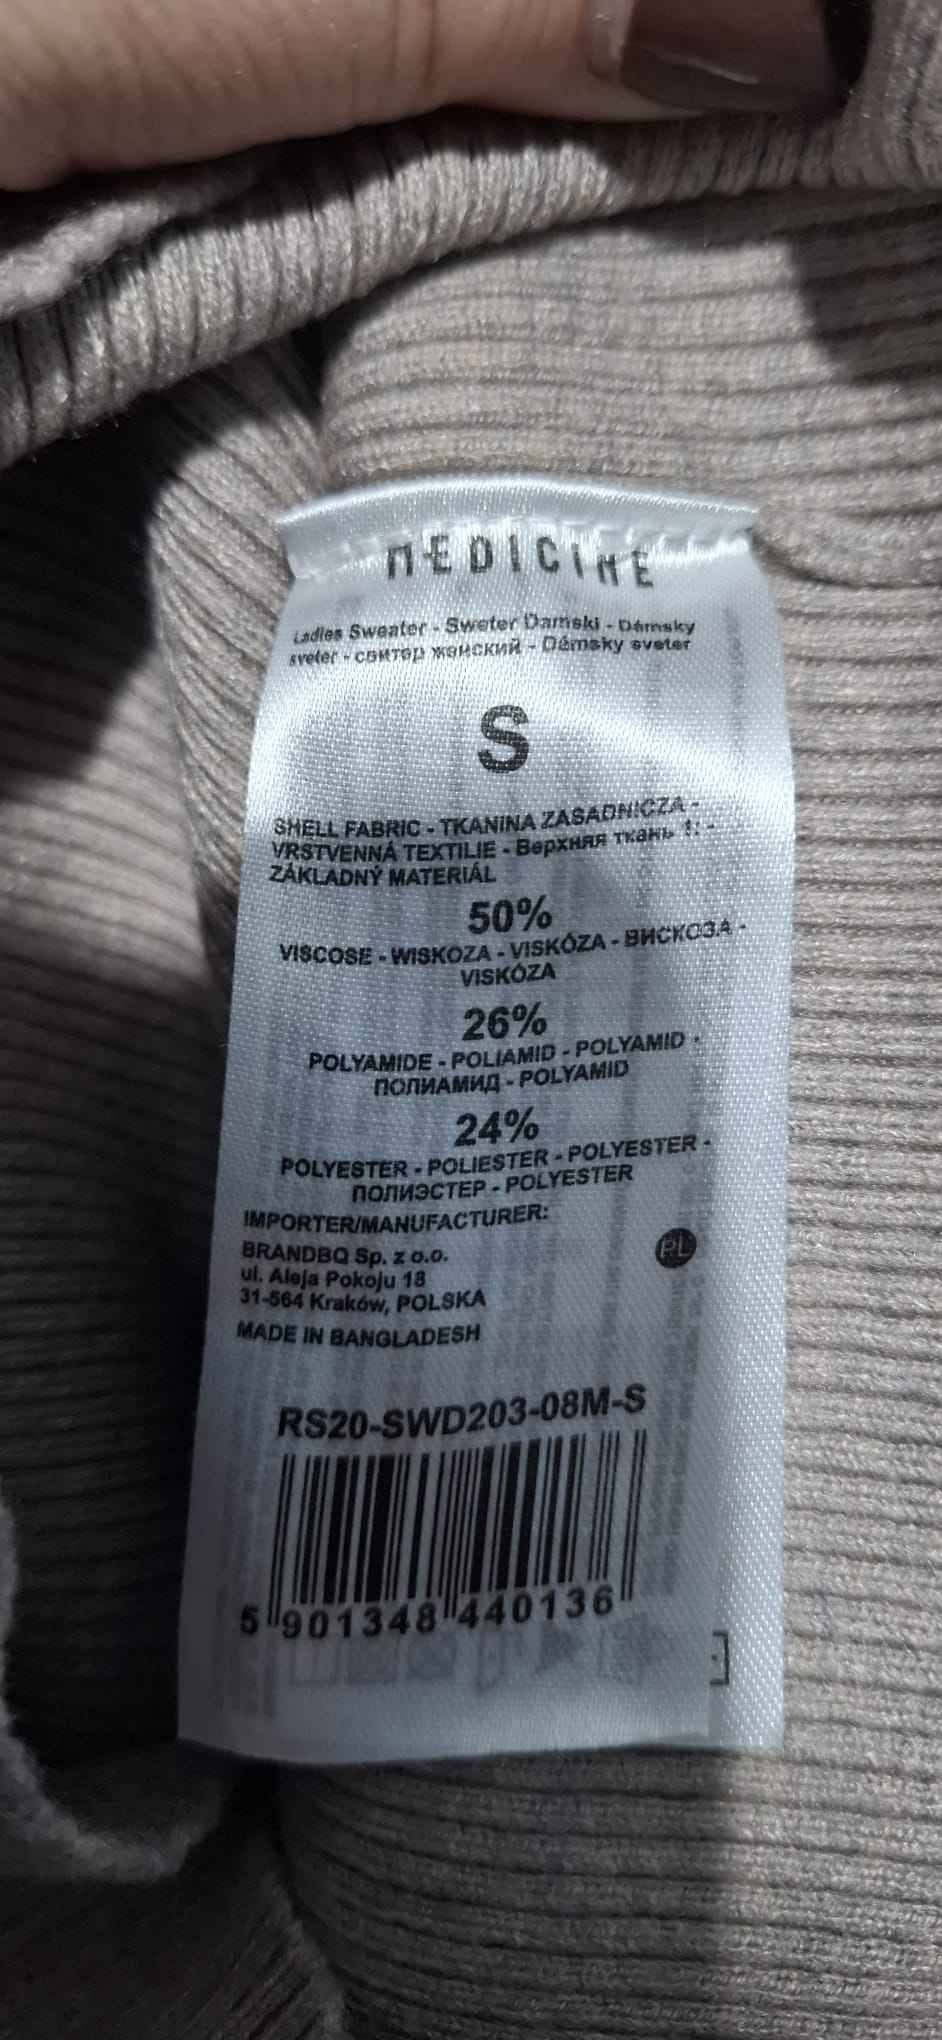 MEDICINE
Ladies Sweater - Sweter Damski - Dámsky
sveter - свитер женский - Dámsky sveter
S
SHELL FABRIC - TKANINA ZASADNICZA -
VRSTVENNÁ TEXTILIE - Верхняя ткань 1: -
ZÁKLADNÝ MATERIÁL
50%
VISCOSE - WISKOZA - VISKÓZA - ВИСКОЗА -
VISKÓZA
26%
POLYAMIDE - POLIAMID - POLYAMID -
ПОЛИАМИД - POLYAMID
24%
POLYESTER - POLIESTER - POLYESTER -
ПОЛИЭСТЕР - POLYESTER
IMPORTER/MANUFACTURER:
BRANDBQ Sp. z o.o.
ul. Aleja Pokoju 18
31-564 Kraków, POLSKA
PL
MADE IN BANGLADESH
RS20-SWD203-08M-S
5 901348 440136